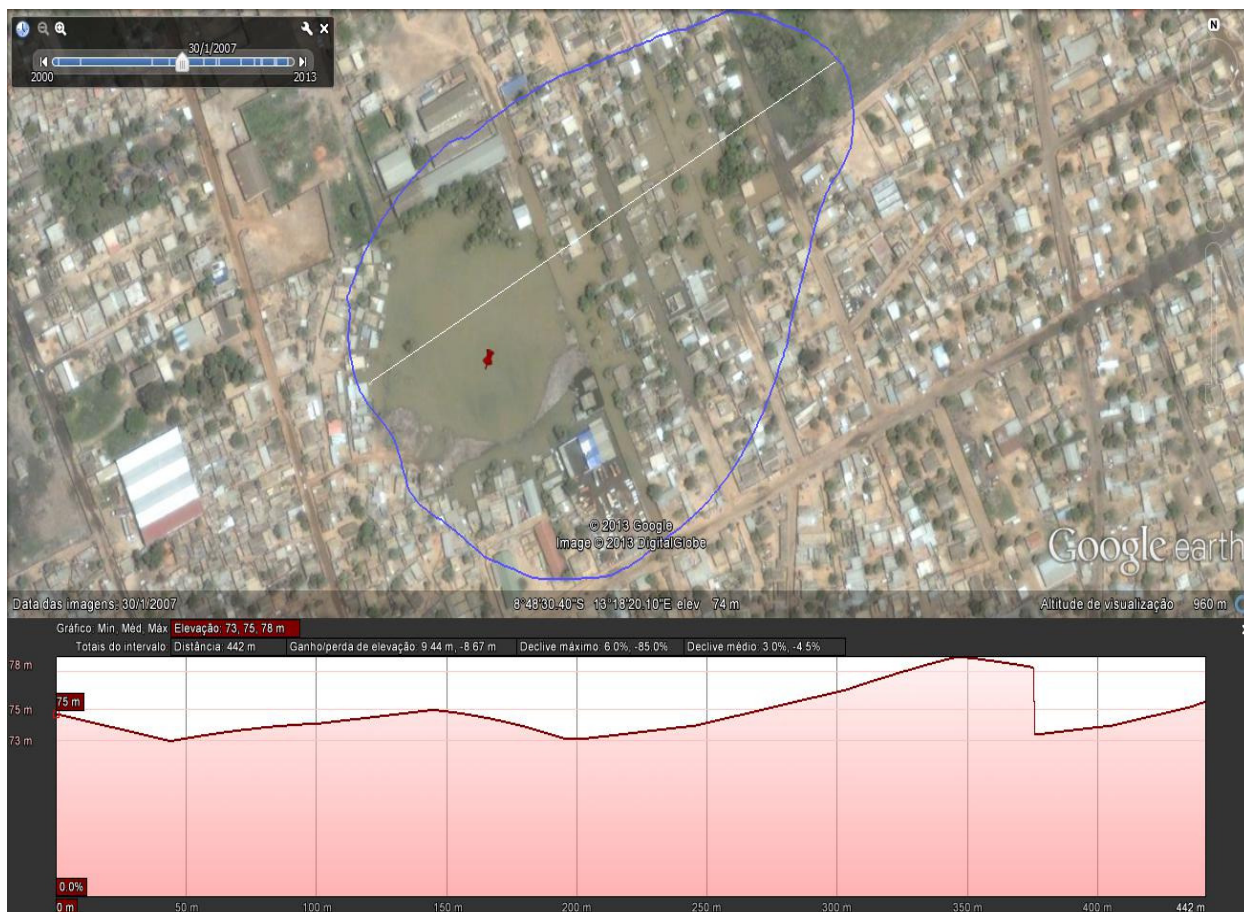 30/1/2007
2000 2013
N
© 2013 Google
Image © 2013 DigitalGlobe
Google earth
Data das imagens: 30/1/2007 8°48'30.40"S 13°18'20.10"E elev 74 m Altitude de visualização 960 m
Gráfico: Min, Méd, Máx Elevação: 73, 75, 78 m
Totais do intervalo: Distância: 442 m Ganho/perda de elevação: 9.44 m, -8.67 m Declive máximo: 6.0%, -85.0% Declive médio: 3.0%, -4.5%
78 m
75 m
75 m
73 m
0.0%
0 m 50 m 100 m 150 m 200 m 250 m 300 m 350 m 400 m 442 m